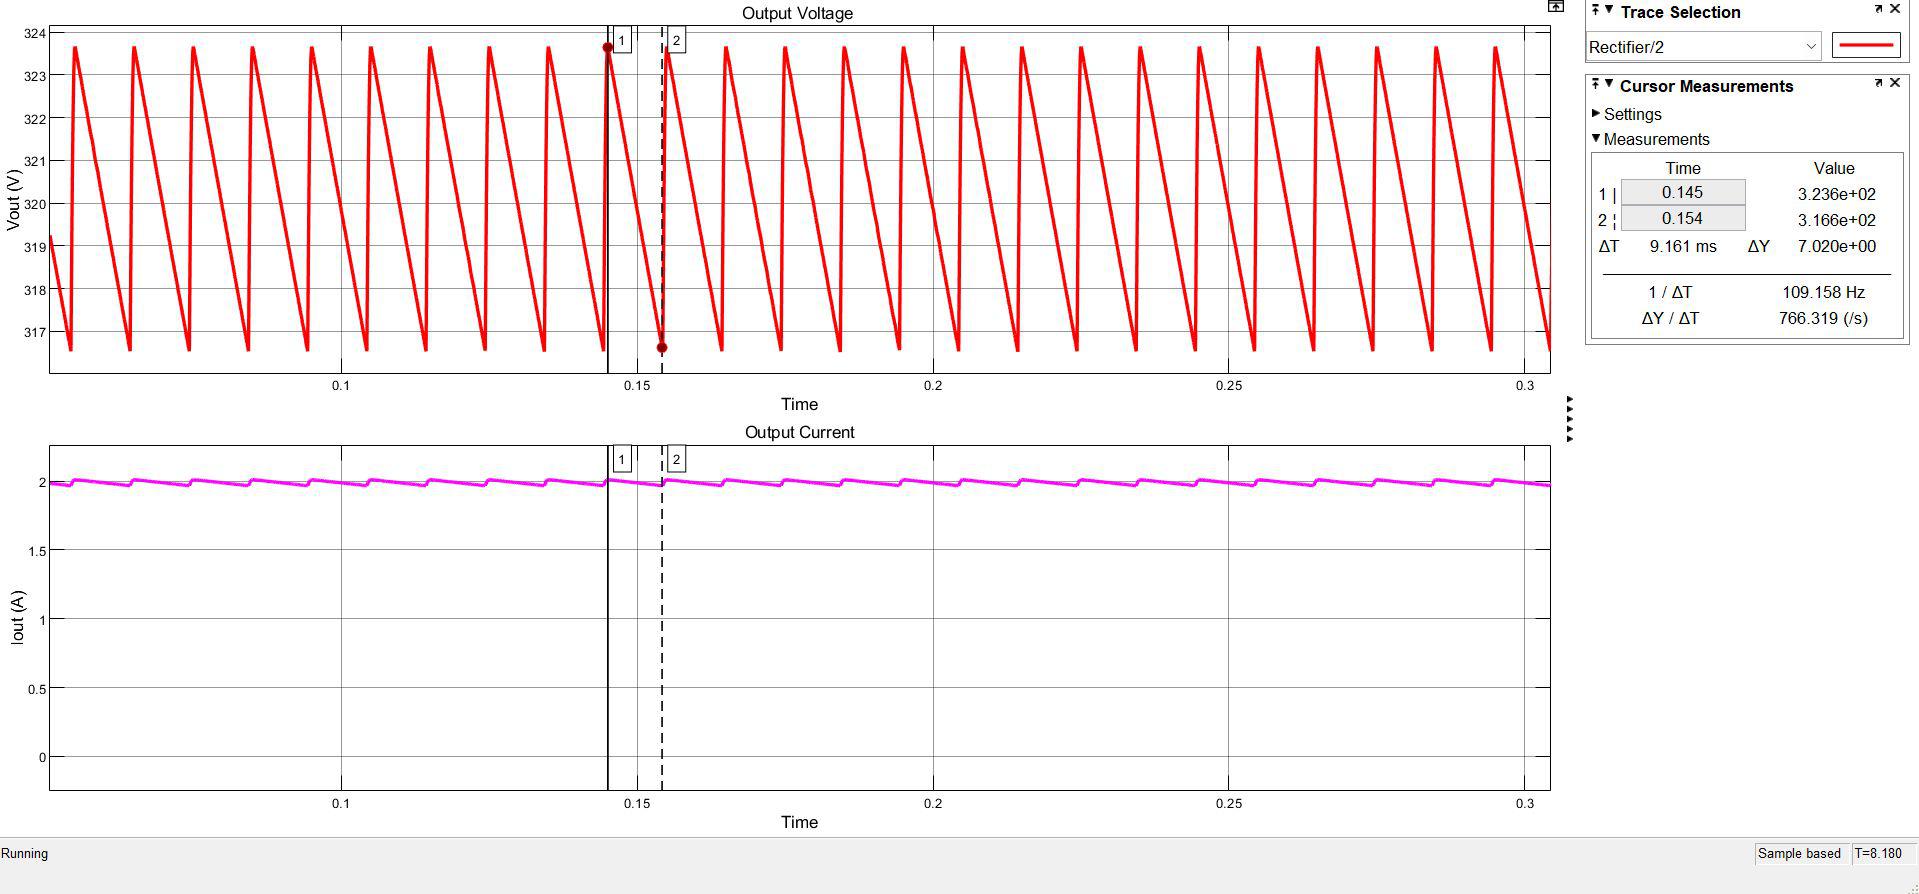 Output Voltage
324
323
322
321
320
319
318
317
Vout (V)
1
2
0.1
0.15
0.2
0.25
0.3
Time
Output Current
2
1.5
1
0.5
0
Iout (A)
1
2
0.1
0.15
0.2
0.25
0.3
Time
Trace Selection
Rectifier/2
Cursor Measurements
Settings
Measurements
Time Value
1 | 0.145 3.236e+02
2 ¦ 0.154 3.166e+02
ΔT 9.161 ms ΔY 7.020e+00
1 / ΔT 109.158 Hz
ΔY / ΔT 766.319 (/s)
Running
Sample based T=8.180